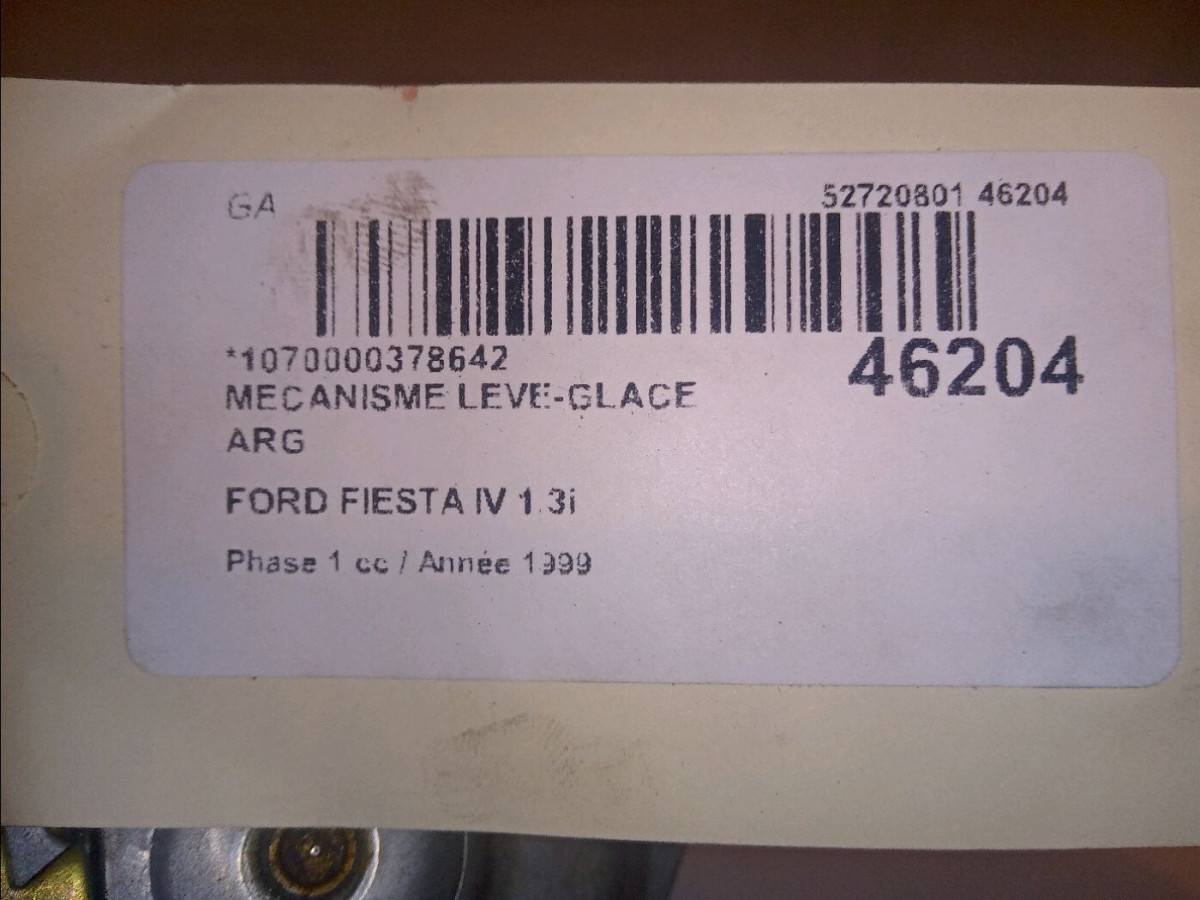 GA
52720801 46204
*1070000378642
46204
MECANISME LEVE-GLACE
ARG
FORD FIESTA IV 1.3i
Phase 1 cc / Année 1999